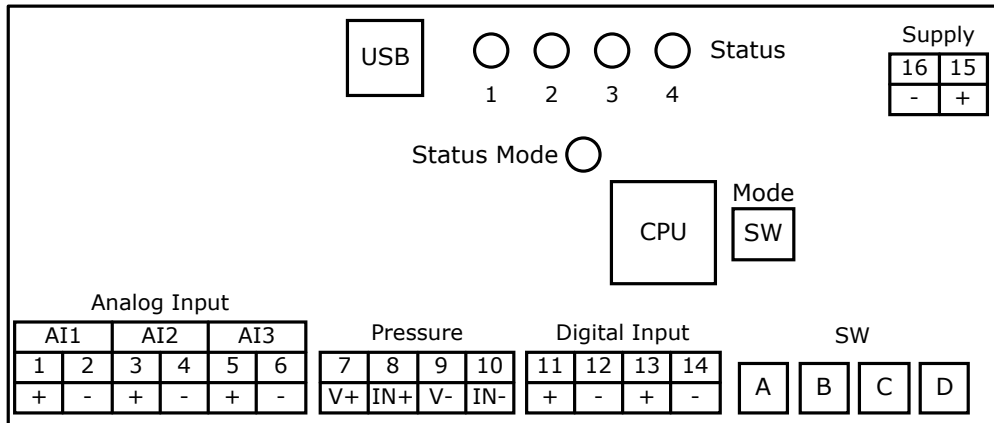 USB
Status
1 2 3 4
Supply
16 15
- +
Status Mode
CPU
Mode
SW
Analog Input
AI1 AI2 AI3
1 2 3 4 5 6
+ - + - + -
Pressure
7 8 9 10
V+ IN+ V- IN-
Digital Input
11 12 13 14
+ - + -
SW
A B C D